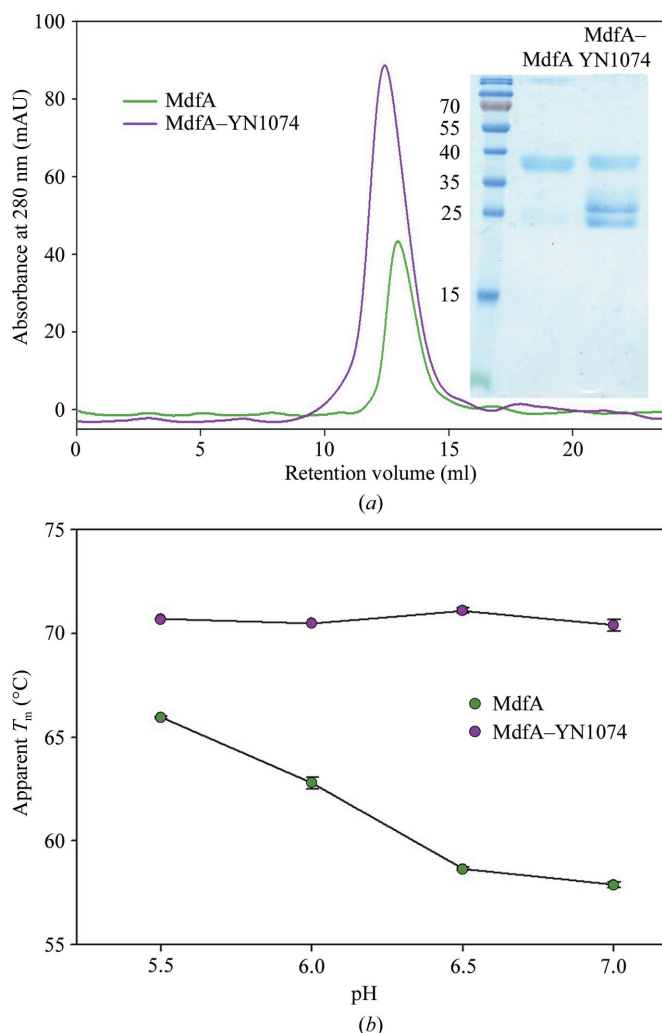 100
80
60
40
20
0
Absorbance at 280 nm (mAU)
MdfA
MdfA–YN1074
MdfA–
MdfA YN1074
70
55
40
35
25
15
0 5 10 15 20
Retention volume (ml)
(a)
75
70
65
60
55
Apparent Tm (°C)
MdfA
MdfA–YN1074
5.5 6.0 6.5 7.0
pH
(b)